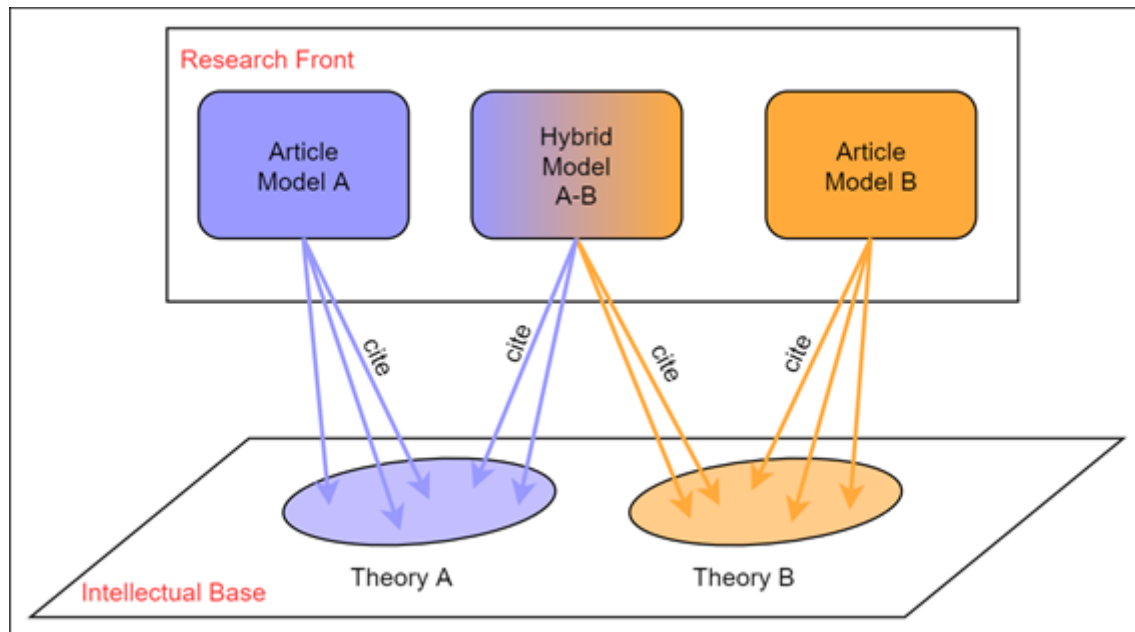 Research Front
Article
Model A
Hybrid
Model
A-B
Article
Model B
cite
cite
cite
cite
Theory A
Theory B
Intellectual Base